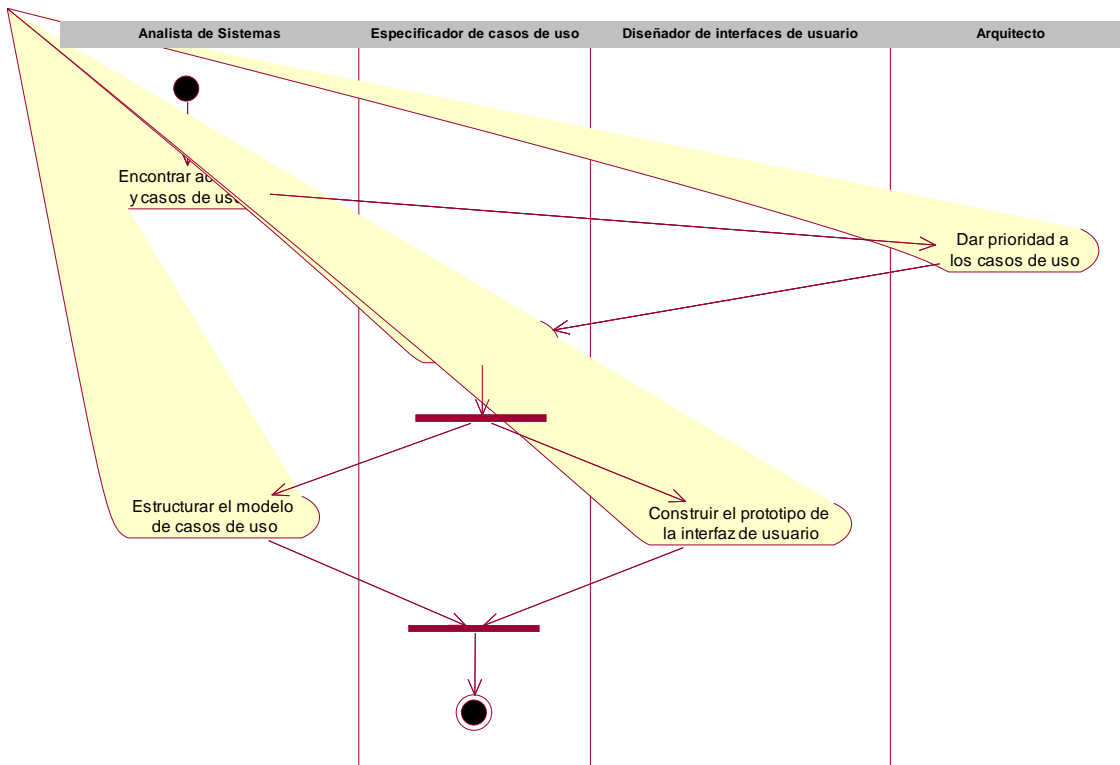 Analista de Sistemas
Especificador de casos de uso
Diseñador de interfaces de usuario
Arquitecto
Encontrar
y casos de
Dar prioridad a
los casos de uso
Estructurar el modelo
de casos de uso
Construir el prototipo de
la interfaz de usuario